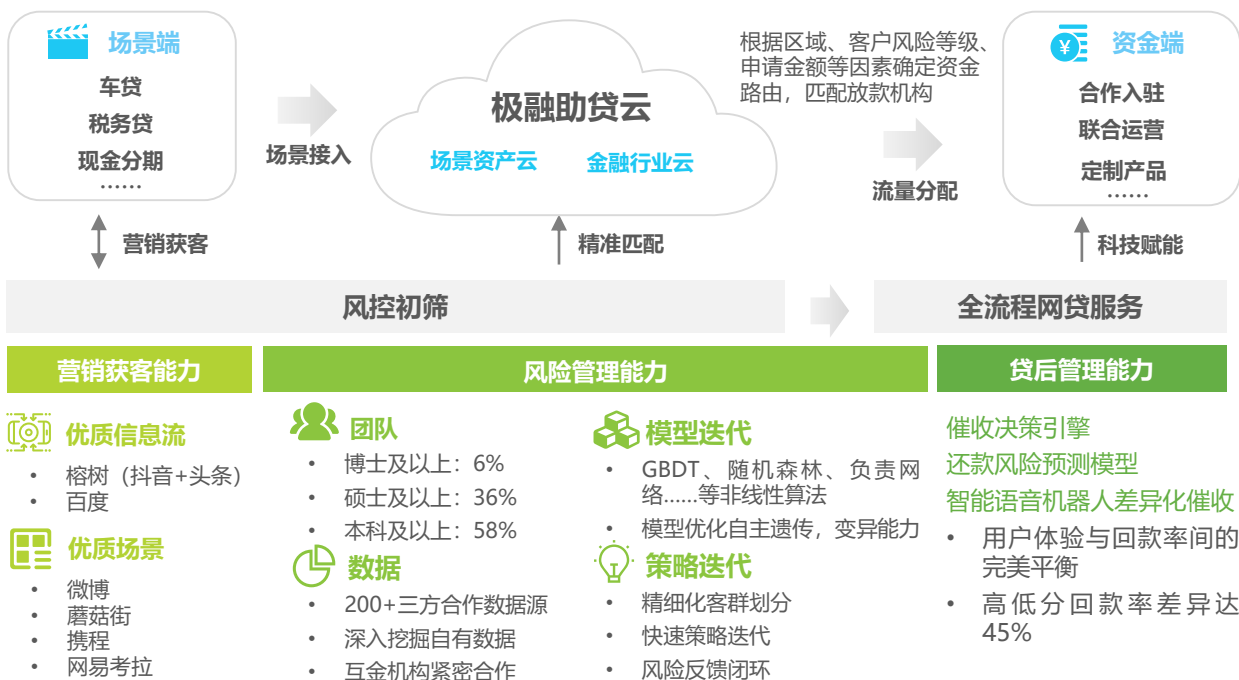 场景端
车贷
税务贷
现金分期
……
场景接入
极融助贷云
场景资产云 金融行业云
根据区域、客户风险等级、
申请金额等因素确定资金
路由，匹配放款机构
流量分配
资金端
合作入驻
联合运营
定制产品
……
营销获客
精准匹配
科技赋能
风控初筛
全流程网贷服务
营销获客能力
风险管理能力
贷后管理能力
优质信息流
• 榕树（抖音+头条）
• 百度
优质场景
• 微博
• 蘑菇街
• 携程
• 网易考拉
团队
• 博士及以上：6%
• 硕士及以上：36%
• 本科及以上：58%
数据
• 200+三方合作数据源
• 深入挖掘自有数据
• 互金机构紧密合作
模型迭代
• GBDT、随机森林、负责网
络……等非线性算法
• 模型优化自主遗传，变异能力
策略迭代
• 精细化客群划分
• 快速策略迭代
• 风险反馈闭环
催收决策引擎
还款风险预测模型
智能语音机器人差异化催收
• 用户体验与回款率间的
完美平衡
• 高低分回款率差异达
45%